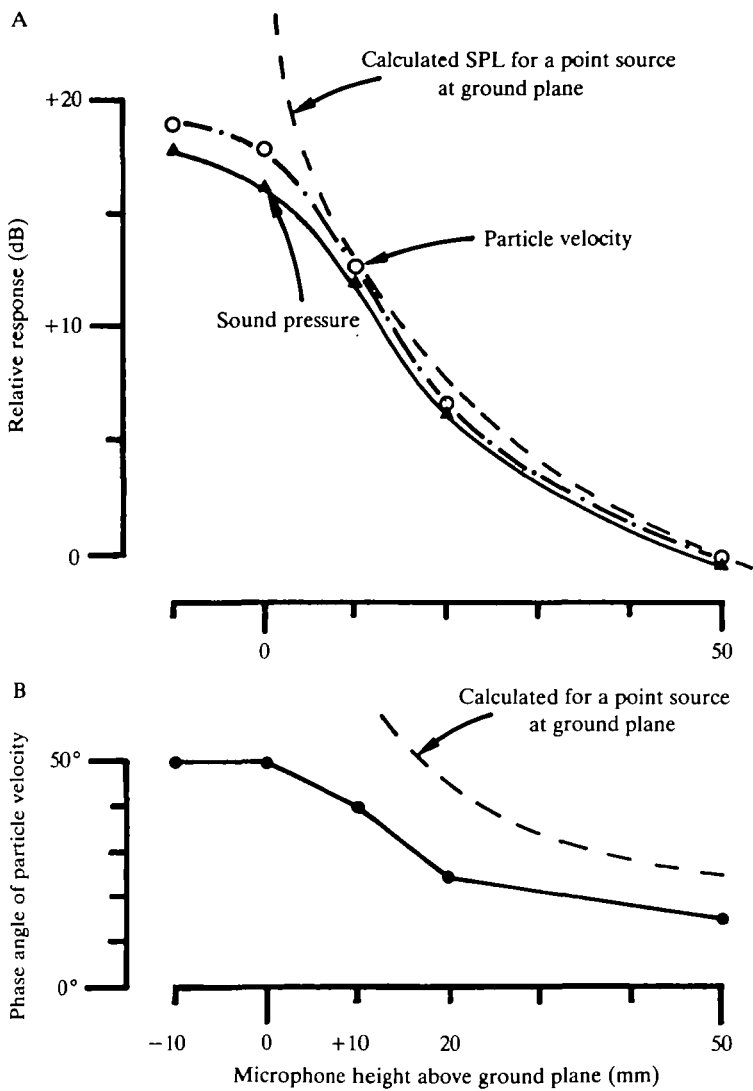 A
Calculated SPL for a point source
at ground plane
+20
Particle velocity
+10
Sound pressure
Relative response (dB)
0
0
50
B
Calculated for a point source
at ground plane
50°
Phase angle of particle velocity
0°
−10
0
+10
20
50
Microphone height above ground plane (mm)